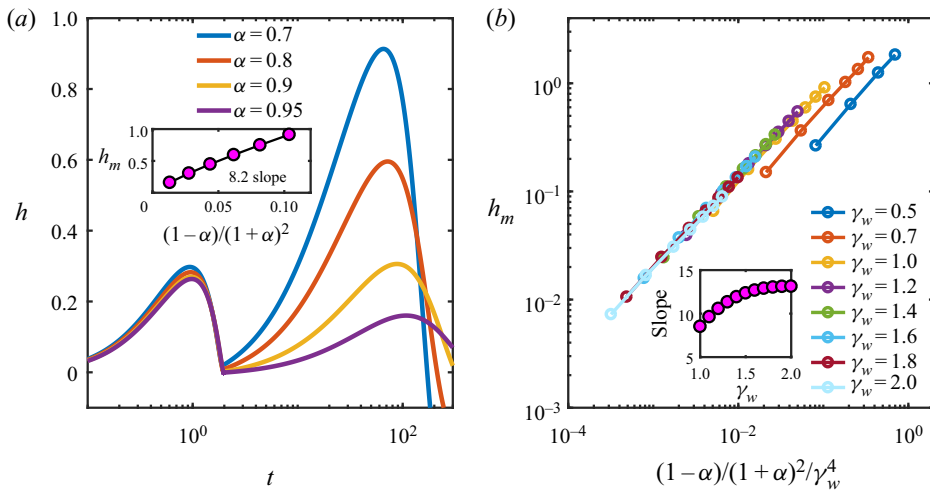 (a)
1.0
0.8
0.6
0.4
0.2
0
h
α = 0.7
α = 0.8
α = 0.9
α = 0.95
1.0
0.5
h_m
8.2 slope
0 0.05 0.10
(1 – α)/(1 + α)^2
10^0 10^2
t
(b)
10^0
10^–1
10^–2
10^–3
h_m
γ_w = 0.5
γ_w = 0.7
γ_w = 1.0
γ_w = 1.2
γ_w = 1.4
γ_w = 1.6
γ_w = 1.8
γ_w = 2.0
15
10
5
Slope
1.0 1.5 2.0
γ_w
10^–4 10^–2 10^0
(1 – α)/(1 + α)^2/γ_w^4